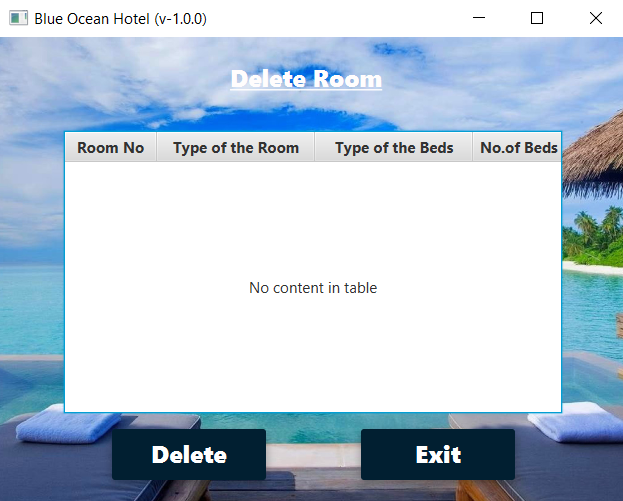 Blue Ocean Hotel (v-1.0.0)
Delete Room
Room No Type of the Room Type of the Beds No.of Beds
No content in table
Delete Exit